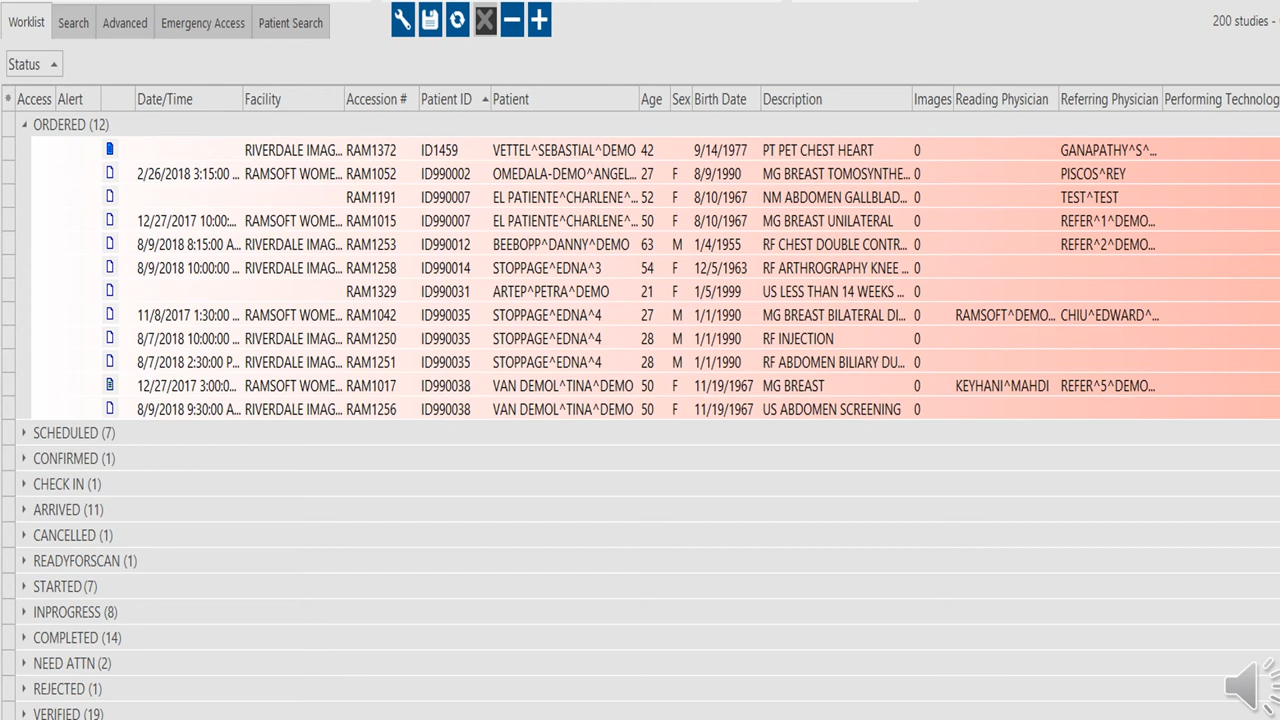 Worklist Search Advanced Emergency Access Patient Search 200 studies -
Status
* Access Alert Date/Time Facility Accession # Patient ID Patient Age Sex Birth Date Description Images Reading Physician Referring Physician Performing Technolog
ORDERED (12)
RIVERDALE IMAG... RAM1372 ID1459 VETTEL^SEBASTIAL^DEMO 42 9/14/1977 PT PET CHEST HEART 0 GANAPATHY^S^...
2/26/2018 3:15:00 ... RAMSOFT WOME... RAM1052 ID990002 OMEDALA-DEMO^ANGEL... 27 F 8/9/1990 MG BREAST TOMOSYNTHE... 0 PISCOS^REY
RAM1191 ID990007 EL PATIENTE^CHARLENE^... 52 F 8/10/1967 NM ABDOMEN GALLBLAD... 0 TEST^TEST
12/27/2017 10:00:... RAMSOFT WOME... RAM1015 ID990007 EL PATIENTE^CHARLENE^... 50 F 8/10/1967 MG BREAST UNILATERAL 0 REFER^1^DEMO...
8/9/2018 8:15:00 A... RIVERDALE IMAG... RAM1253 ID990012 BEEBOPP^DANNY^DEMO 63 M 1/4/1955 RF CHEST DOUBLE CONTR... 0 REFER^2^DEMO...
8/9/2018 10:00:00 ... RIVERDALE IMAG... RAM1258 ID990014 STOPPAGE^EDNA^3 54 F 12/5/1963 RF ARTHROGRAPHY KNEE ... 0
RAM1329 ID990031 ARTEP^PETRA^DEMO 21 F 1/5/1999 US LESS THAN 14 WEEKS ... 0
11/8/2017 1:30:00 ... RAMSOFT WOME... RAM1042 ID990035 STOPPAGE^EDNA^4 27 M 1/1/1990 MG BREAST BILATERAL DI... 0 RAMSOFT^DEMO... CHIU^EDWARD^...
8/7/2018 10:00:00 ... RIVERDALE IMAG... RAM1250 ID990035 STOPPAGE^EDNA^4 28 M 1/1/1990 RF INJECTION 0
8/7/2018 2:30:00 P... RIVERDALE IMAG... RAM1251 ID990035 STOPPAGE^EDNA^4 28 M 1/1/1990 RF ABDOMEN BILIARY DU... 0
12/27/2017 3:00:0... RAMSOFT WOME... RAM1017 ID990038 VAN DEMOL^TINA^DEMO 50 F 11/19/1967 MG BREAST 0 KEYHANI^MAHDI REFER^5^DEMO...
8/9/2018 9:30:00 A... RIVERDALE IMAG... RAM1256 ID990038 VAN DEMOL^TINA^DEMO 50 F 11/19/1967 US ABDOMEN SCREENING 0
SCHEDULED (7)
CONFIRMED (1)
CHECK IN (1)
ARRIVED (11)
CANCELLED (1)
READYFORSCAN (1)
STARTED (7)
INPROGRESS (8)
COMPLETED (14)
NEED ATTN (2)
REJECTED (1)
VERIFIED (19)